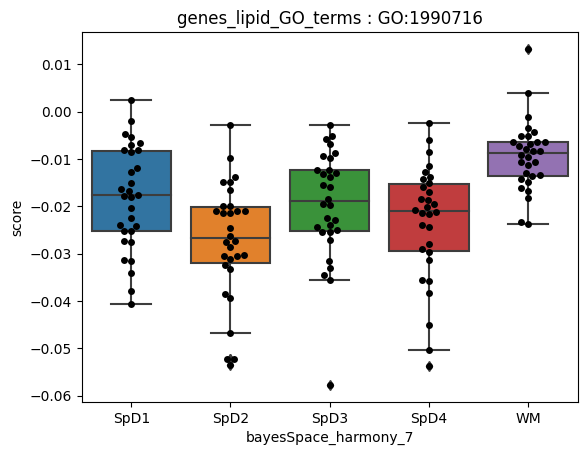 genes_lipid_GO_terms : GO:1990716
0.01
0.00
−0.01
−0.02
−0.03
−0.04
−0.05
−0.06
score
SpD1 SpD2 SpD3 SpD4 WM
bayesSpace_harmony_7